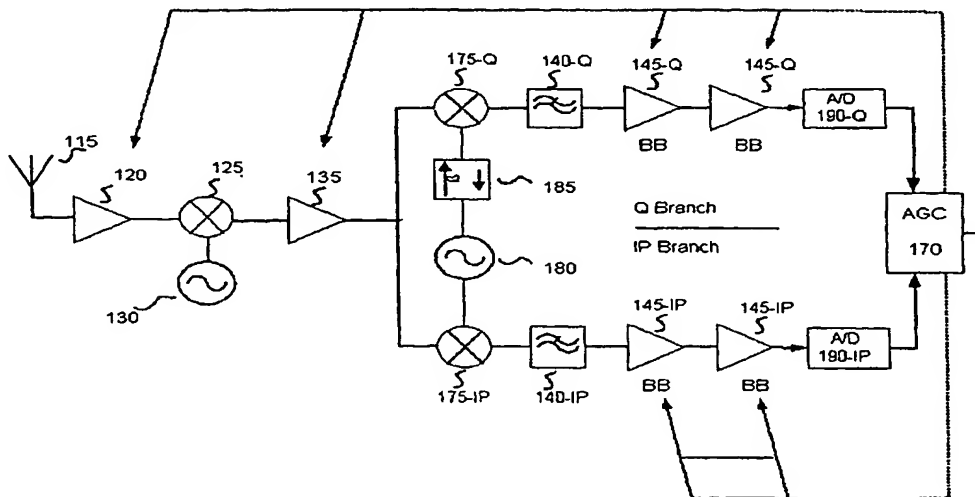 175-Q
140-Q
145-Q
145-Q
A/D
190-Q
BB
BB
115
120
125
135
185
Q Branch
AGC
IP Branch
170
180
130
145-IP
145-IP
A/D
190-IP
175-IP
140-IP
BB
BB